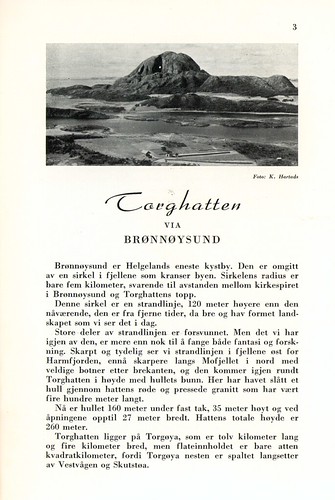 3
Foto: K. Harstads
Torghatten
VIA
BRØNNØYSUND
Brønnøysund er Helgelands eneste kystby. Den er omgitt
av en sirkel i fjellene som kranser byen. Sirkelens radius er
bare fem kilometer, svarende til avstanden mellom kirkespiret
i Brønnøysund og Torghattens topp.
Denne sirkel er en strandlinje, 120 meter høyere enn den
nåværende, den er fra fjerne tider, da bre og hav formet land-
skapet som vi ser det i dag.
Store deler av strandlinjen er forsvunnet. Men det vi har
igjen av den, er mere enn nok til å fange både fantasi og forsk-
ning. Skarpt og tydelig ser vi strandlinjen i fjellene øst for
Harmfjorden, ennå skarpere langs Mofjellet i nord med
veldige botner etter brekanten, og den kommer igjen rundt
Torghatten i høyde med hullets bunn. Her har havet slått et
hull gjennom hattens røde og pressede granitt som har vært
fire hundre meter langt.
Nå er hullet 160 meter under fast tak, 35 meter høyt og ved
åpningene opptil 27 meter bredt. Hattens totale høyde er
260 meter.
Torghatten ligger på Torgøya, som er tolv kilometer lang
og fire kilometer bred, men flateinnholdet er bare atten
kvadratkilometer, fordi Torgøya nesten er spaltet langsetter
av Vestvågen og Skutstøa.